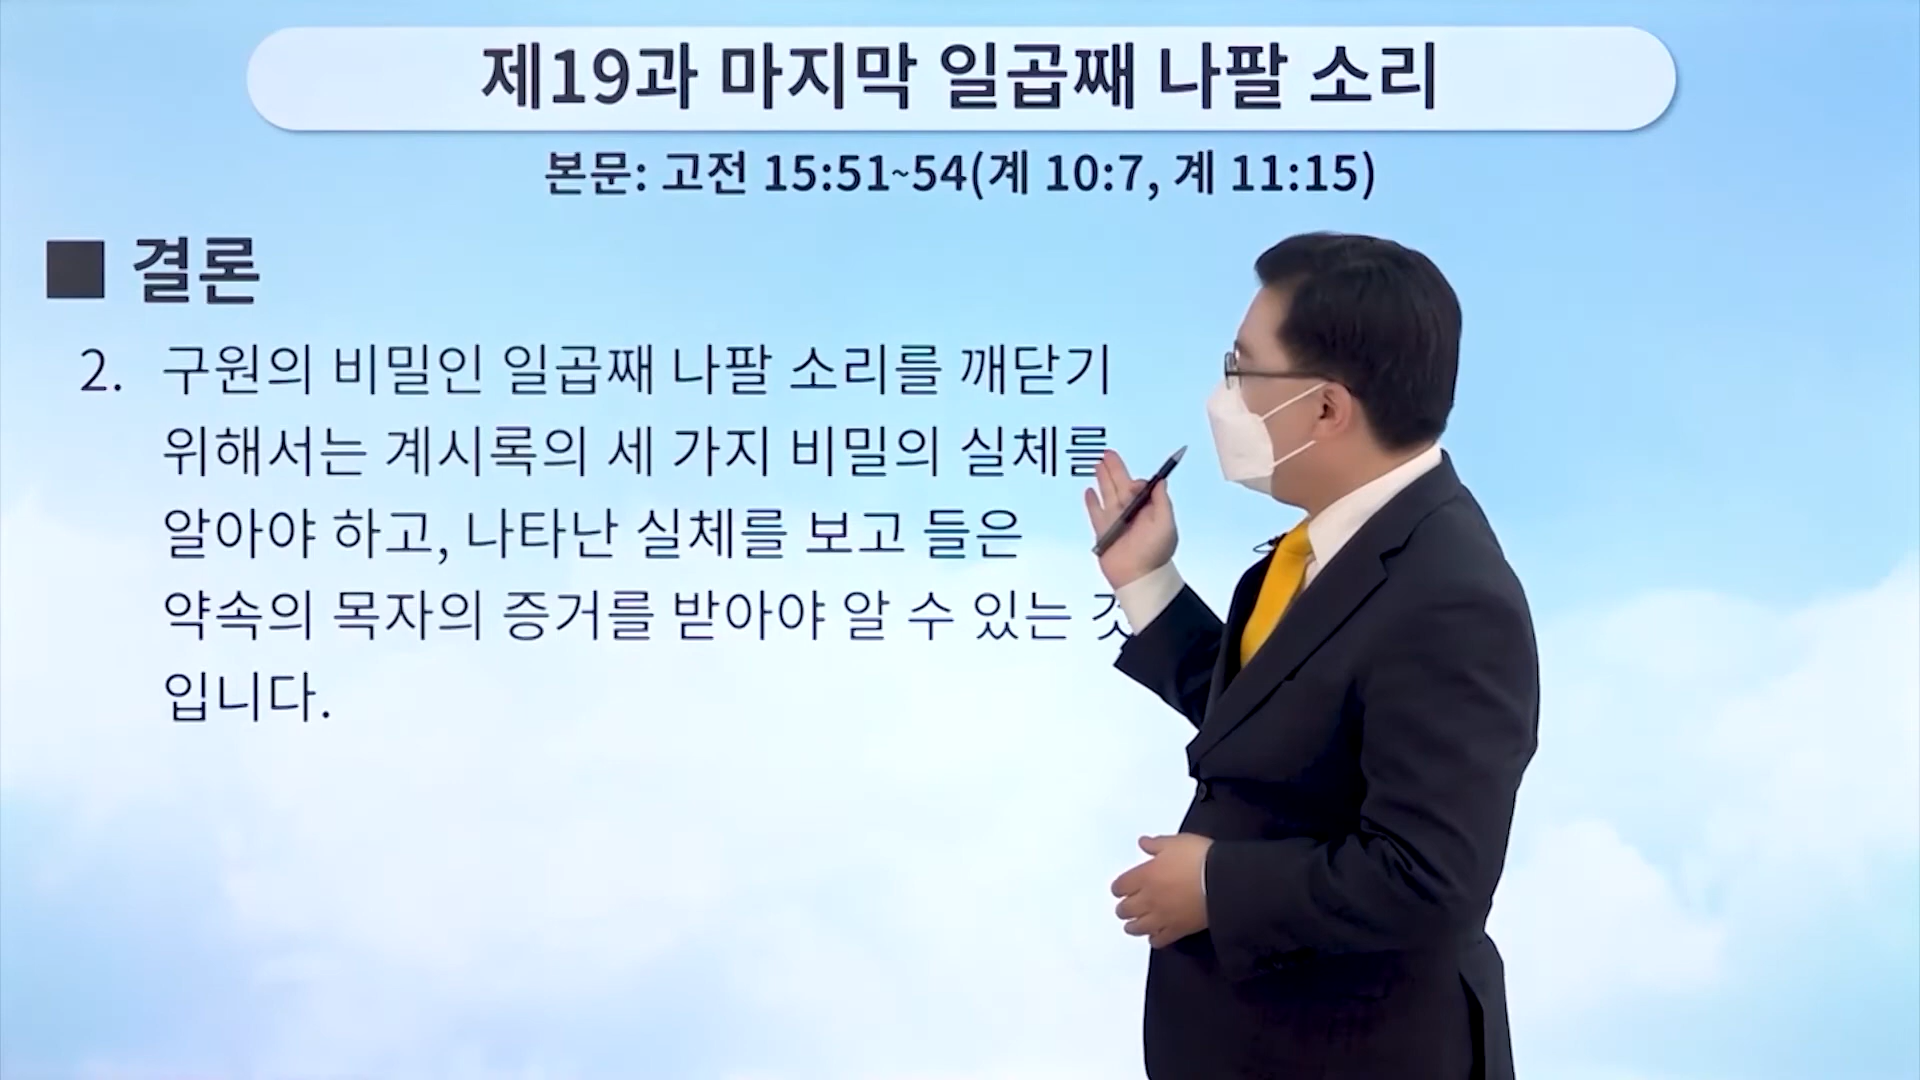 제19과 마지막 일곱째 나팔 소리
본문: 고전 15:51~54(계 10:7, 계 11:15)
■ 결론
2. 구원의 비밀인 일곱째 나팔 소리를 깨닫기
위해서는 계시록의 세 가지 비밀의 실체를
알아야 하고, 나타난 실체를 보고 들은
약속의 목자의 증거를 받아야 알 수 있는 것
입니다.